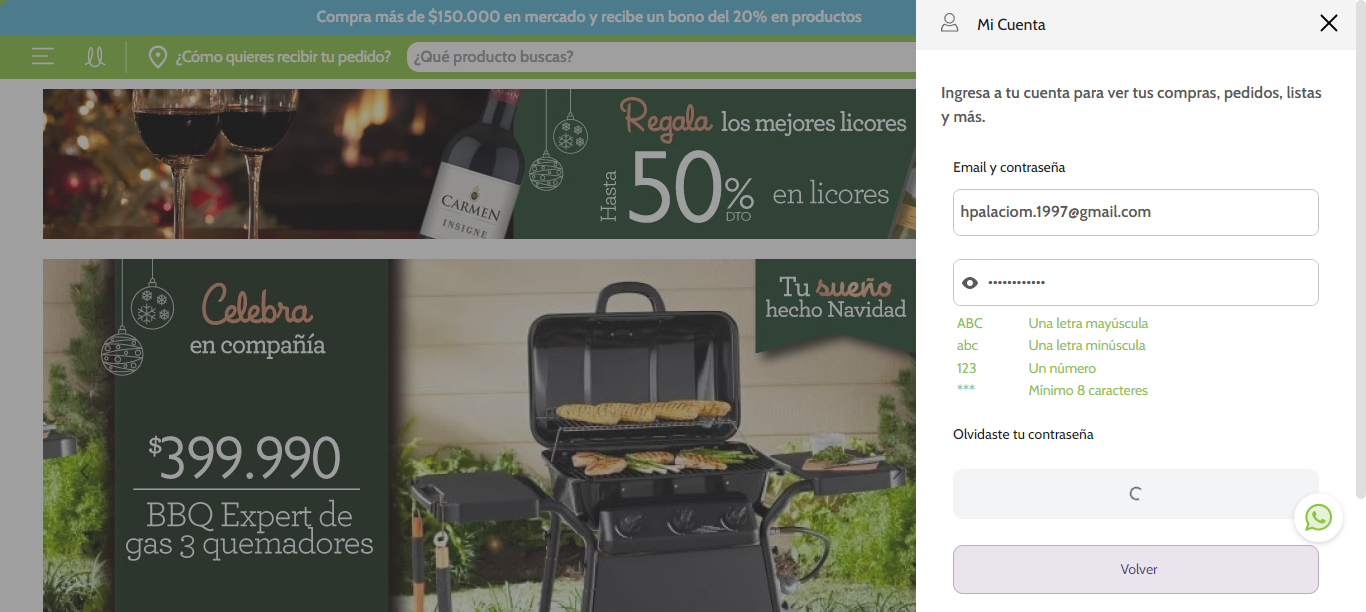 Compra más de $150.000 en mercado y recibe un bono del 20% en productos
¿Cómo quieres recibir tu pedido?
¿Qué producto buscas?
CARMEN
INSIGNE
Regala los mejores licores
Hasta 50% DTO en licores
Celebra
en compañía
$399.990
BBQ Expert de
gas 3 quemadores
Tu sueño
hecho Navidad
Mi Cuenta
Ingresa a tu cuenta para ver tus compras, pedidos, listas
y más.
Email y contraseña
hpalaciom.1997@gmail.com
••••••••••••
ABC Una letra mayúscula
abc Una letra minúscula
123 Un número
*** Mínimo 8 caracteres
Olvidaste tu contraseña
Volver